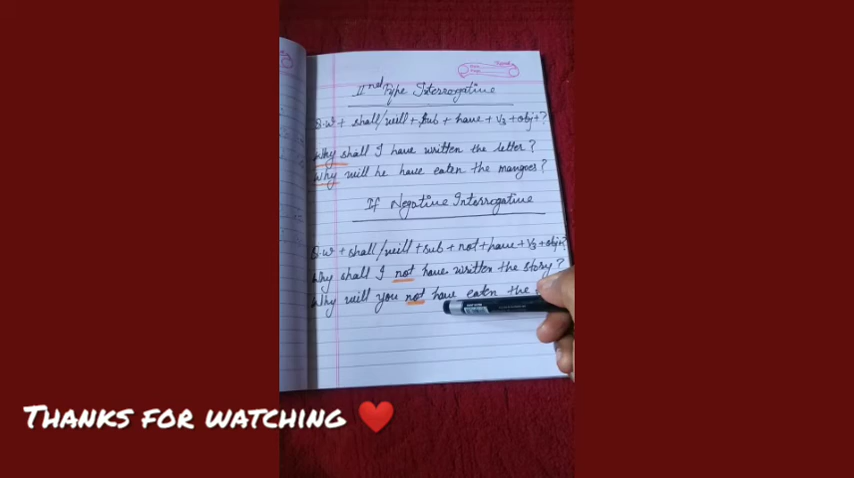 IInd Type Interrogative
Q.w + shall/will + Sub + have + V3 + obj + ?
Why shall I have written the letter?
Why will he have eaten the mangoes?
If Negative Interrogative
Q.w + shall/will + sub + not + have + V3 + obj + ?
Why shall I not have written the story?
Why will you not have eaten the
Thanks for watching ❤️